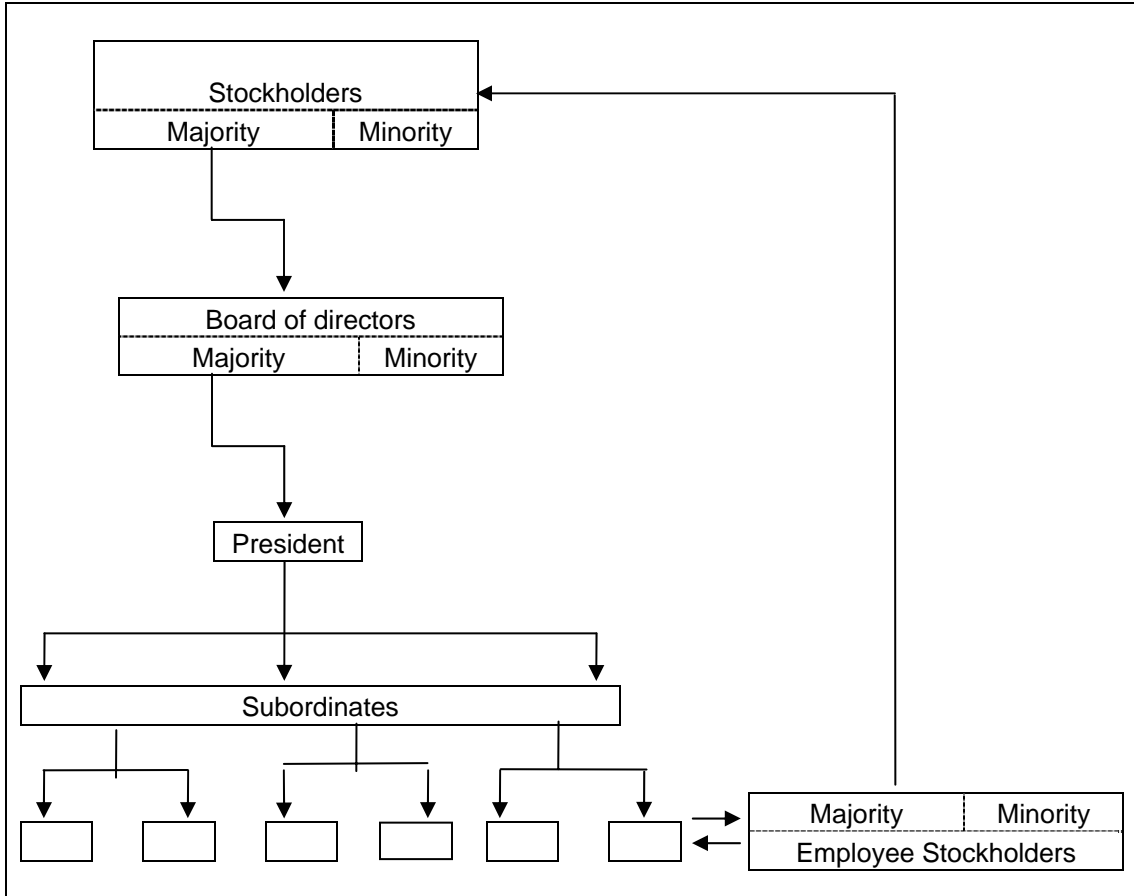 Stockholders
Majority Minority
Board of directors
Majority Minority
President
Subordinates
Majority Minority
Employee Stockholders